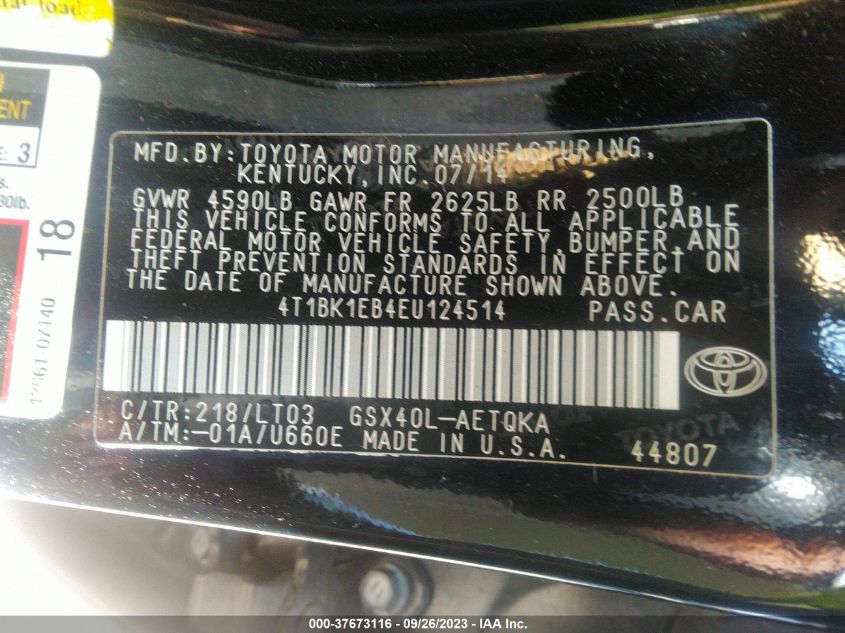 MFD.BY:TOYOTA MOTOR MANUFACTURING,
KENTUCKY, INC. 07/14
GVWR 4590LB GAWR FR 2625LB RR 2500LB
THIS VEHICLE CONFORMS TO ALL APPLICABLE
FEDERAL MOTOR VEHICLE SAFETY,BUMPER,AND
THEFT PREVENTION STANDARDS IN EFFECT ON
THE DATE OF MANUFACTURE SHOWN ABOVE.
4T1BK1EB4EU124514 PASS.CAR
C/TR:218/LT03 GSX40L-AETQKA
A/TM:-01A/U660E MADE IN U.S.A.
44807
TOYOTA
3
30lb.
18
000-37673116 - 09/26/2023 - IAA Inc.